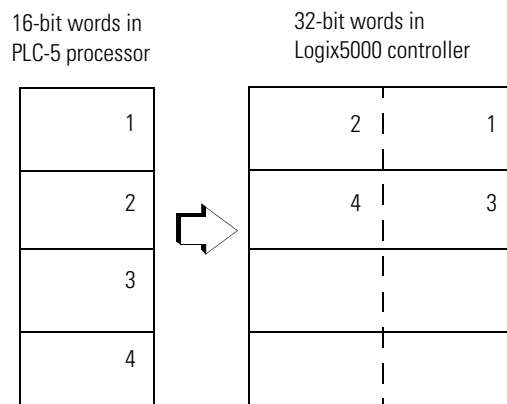 16-bit words in
PLC-5 processor
32-bit words in
Logix5000 controller
1
2
3
4
2 1
4 3